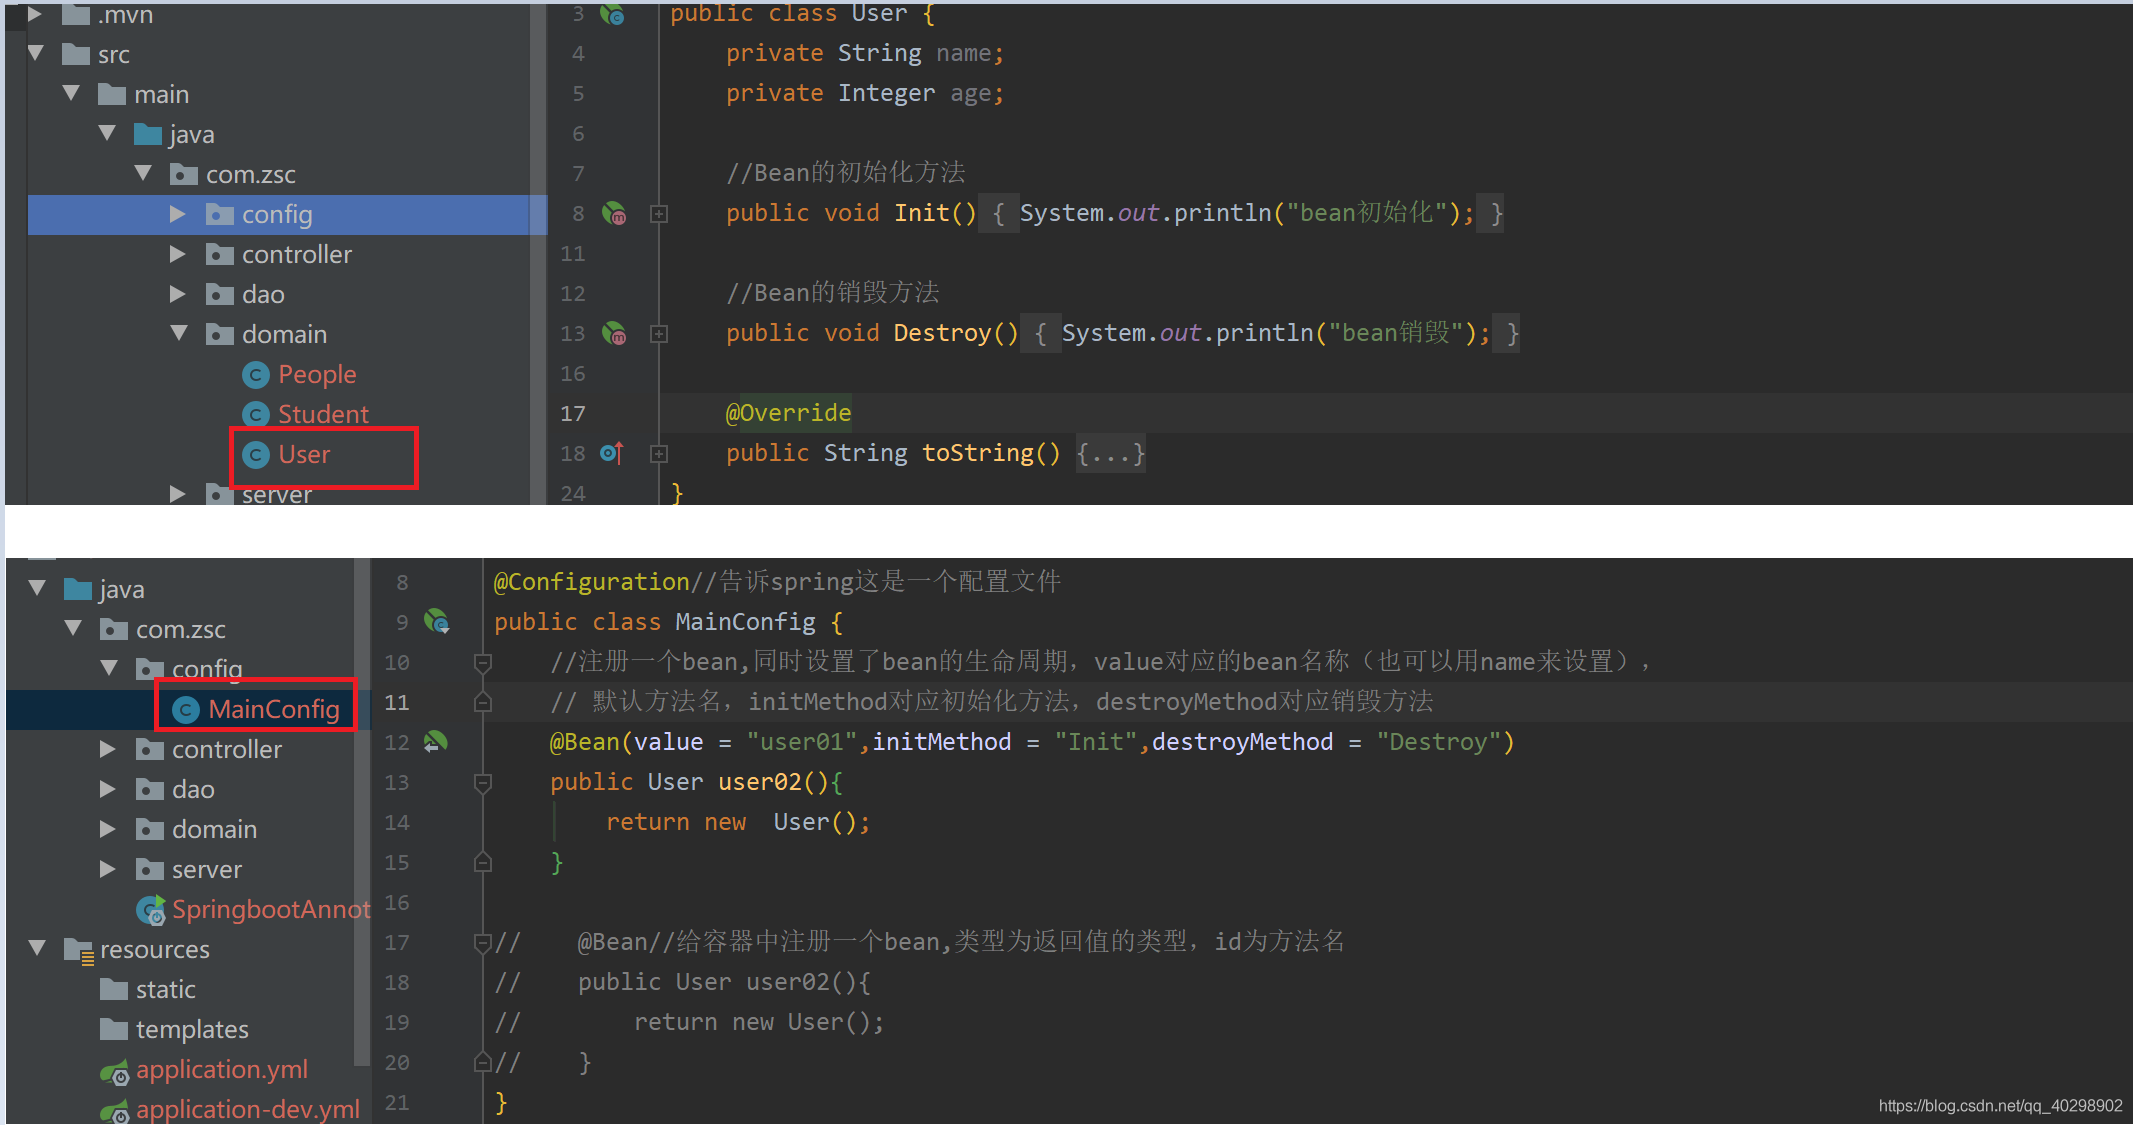 .mvn
src
main
java
com.zsc
config
controller
dao
domain
People
Student
User
server
3 public class User {
4 private String name;
5 private Integer age;
6
7 //Bean的初始化方法
8 public void Init() { System.out.println("bean初始化"); }
11
12 //Bean的销毁方法
13 public void Destroy() { System.out.println("bean销毁"); }
16
17 @Override
18 public String toString() {...}
24 }
java
com.zsc
config
MainConfig
controller
dao
domain
server
SpringbootAnnot
resources
static
templates
application.yml
application-dev.yml
8 @Configuration//告诉spring这是一个配置文件
9 public class MainConfig {
10 //注册一个bean,同时设置了bean的生命周期，value对应的bean名称（也可以用name来设置），
11 // 默认方法名，initMethod对应初始化方法，destroyMethod对应销毁方法
12 @Bean(value = "user01",initMethod = "Init",destroyMethod = "Destroy")
13 public User user02(){
14 return new  User();
15 }
16
17 // @Bean//给容器中注册一个bean,类型为返回值的类型，id为方法名
18 // public User user02(){
19 // return new User();
20 // }
21 }
https://blog.csdn.net/qq_40298902